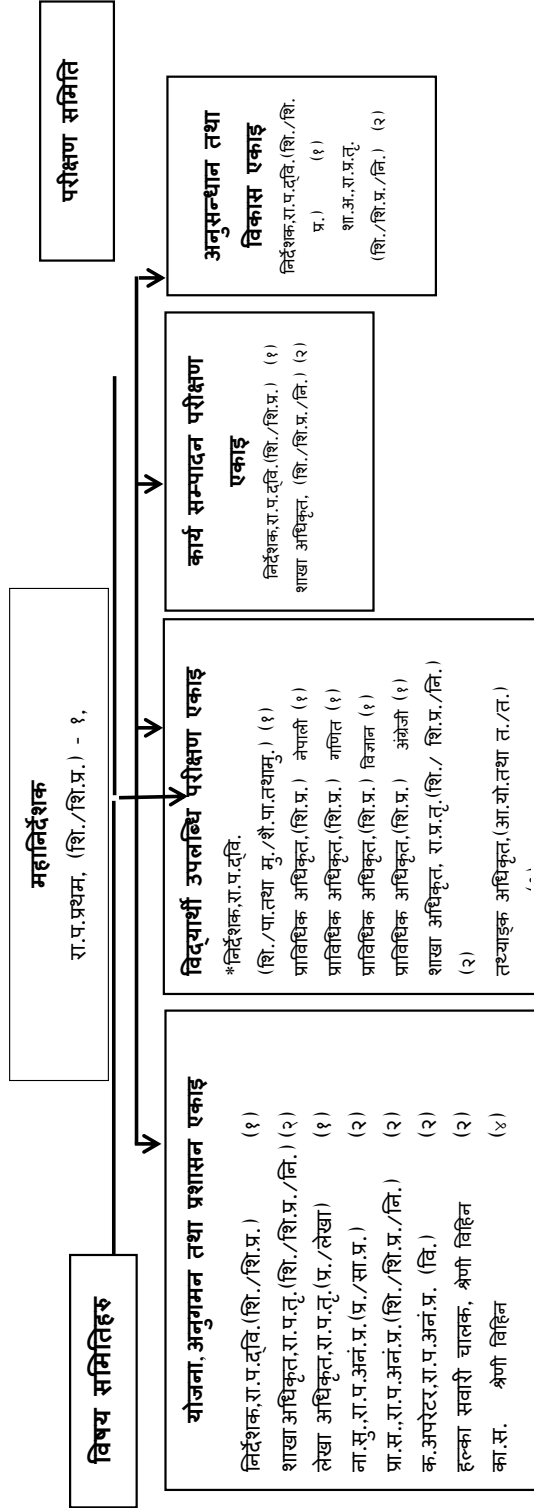 महानिर्देशक
रा.प.प्रथम, (शि./शि.प्र.) - १,
विषय समितिहरु
परीक्षण समिति
योजना,अनुगमन तथा प्रशासन एकाइ
निर्देशक,रा.प.द्वि.(शि./शि.प्र.) (१)
शाखा अधिकृत,रा.प.तृ.(शि./शि.प्र./नि.) (२)
लेखा अधिकृत,रा.प.तृ.(प्र./लेखा) (१)
ना.सु.,रा.प.अनं.प्र.(प्र./सा.प्र.) (२)
प्रा.स.,रा.प.अनं.प्र.(शि./शि.प्र./नि.) (२)
क.अपरेटर,रा.प.अनं.प्र. (वि.) (२)
हल्का सवारी चालक, श्रेणी विहिन (२)
का.स. श्रेणी विहिन (४)
विद्यार्थी उपलब्धि परीक्षण एकाइ
*निर्देशक,रा.प.द्वि.
(शि./पा.तथा मु./शै.पा.तथामु.) (१)
प्राविधिक अधिकृत,(शि.प्र.) नेपाली (१)
प्राविधिक अधिकृत,(शि.प्र.) गणित (१)
प्राविधिक अधिकृत,(शि.प्र.) विज्ञान (१)
प्राविधिक अधिकृत,(शि.प्र.) अंग्रेजी (१)
शाखा अधिकृत, रा.प्र.तृ.(शि./ शि.प्र./नि.)
(२)
तथ्याङ्क अधिकृत,(आ.यो.तथा त./त.)
कार्य सम्पादन परीक्षण
एकाइ
निर्देशक,रा.प.द्वि.(शि./शि.प्र.) (१)
शाखा अधिकृत, (शि./शि.प्र./नि.) (२)
अनुसन्धान तथा
विकास एकाइ
निर्देशक,रा.प.द्वि.(शि./शि.
प्र.) (१)
शा.अ.,रा.प्र.तृ.
(शि./शि.प्र./नि.) (२)